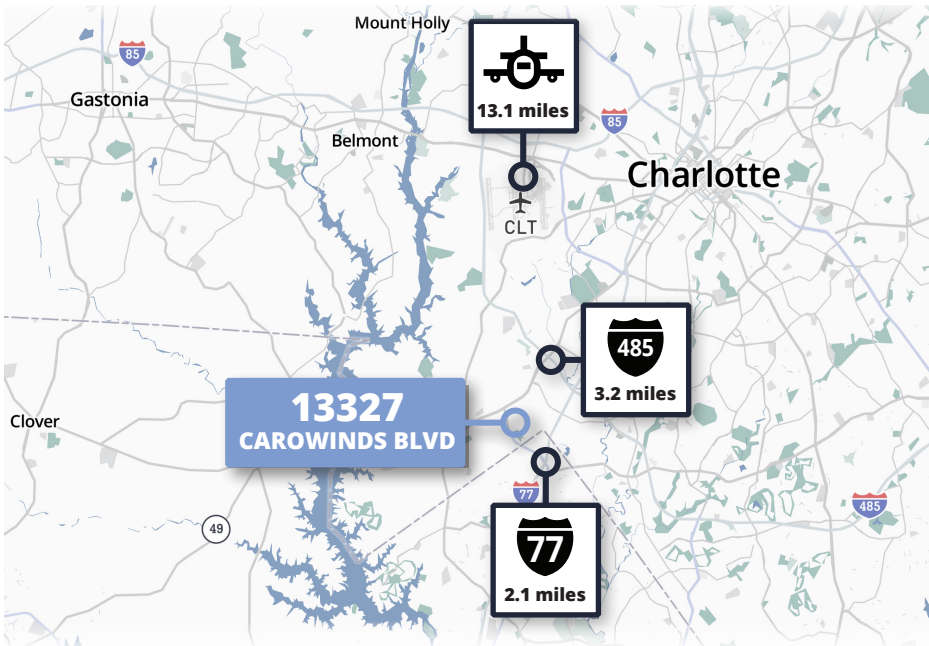 Mount Holly
85
Gastonia
13.1 miles
85
Belmont
Charlotte
CLT
485
3.2 miles
13327
CAROWINDS BLVD
Clover
77
485
49
77
2.1 miles